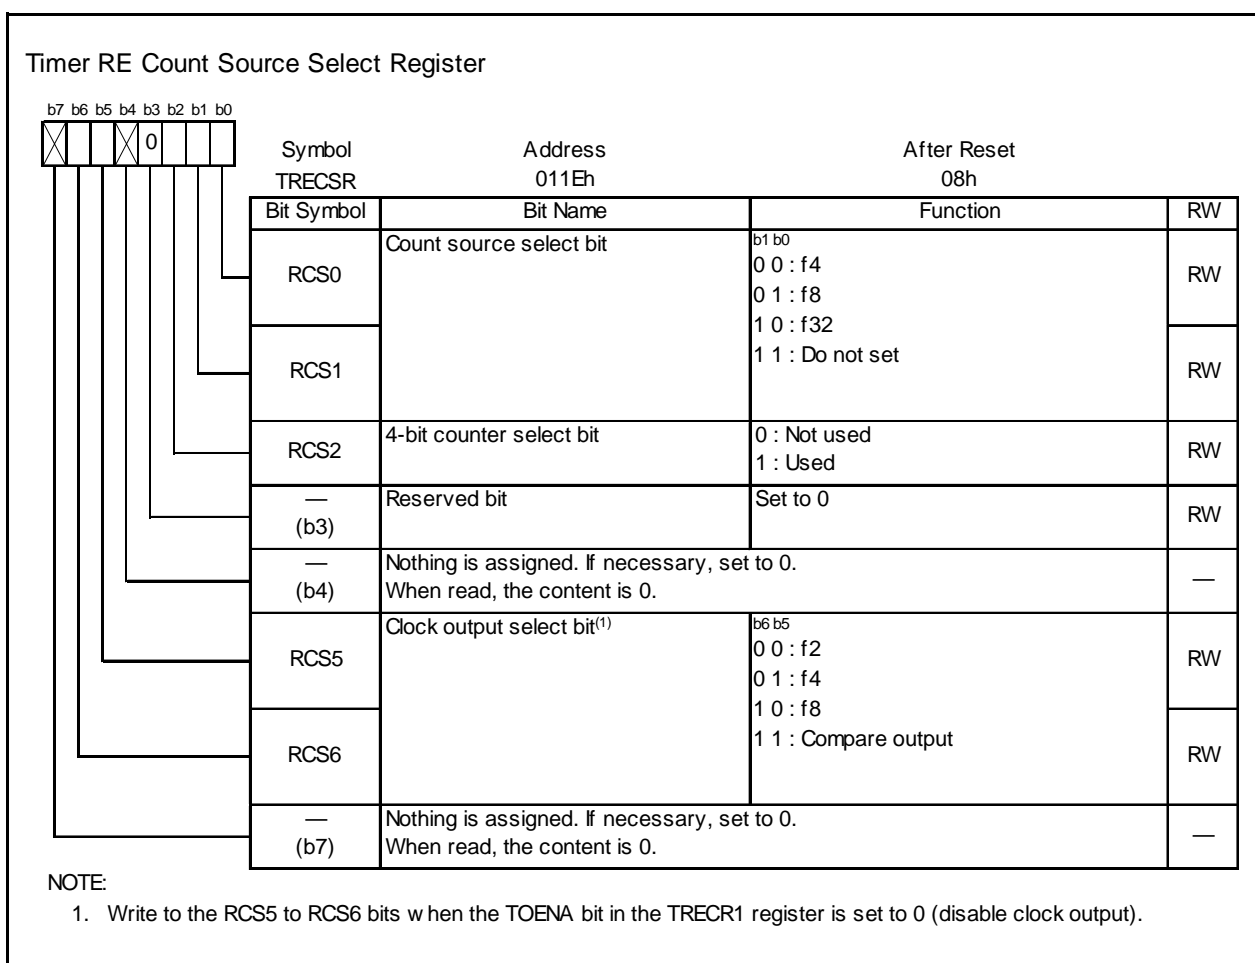 Timer RE Count Source Select Register
b7 b6 b5 b4 b3 b2 b1 b0
0
Symbol Address After Reset
TRECSR 011Eh 08h
Bit Symbol Bit Name Function RW
RCS0 Count source select bit b1 b0 RW
0 0 : f4
0 1 : f8
1 0 : f32
RCS1 1 1 : Do not set RW
RCS2 4-bit counter select bit 0 : Not used RW
1 : Used
— Reserved bit Set to 0 RW
(b3)
— Nothing is assigned. If necessary, set to 0. —
(b4) When read, the content is 0.
RCS5 Clock output select bit(1) b6 b5 RW
0 0 : f2
0 1 : f4
1 0 : f8
RCS6 1 1 : Compare output RW
— Nothing is assigned. If necessary, set to 0. —
(b7) When read, the content is 0.
NOTE:
1. Write to the RCS5 to RCS6 bits when the TOENA bit in the TRECR1 register is set to 0 (disable clock output).